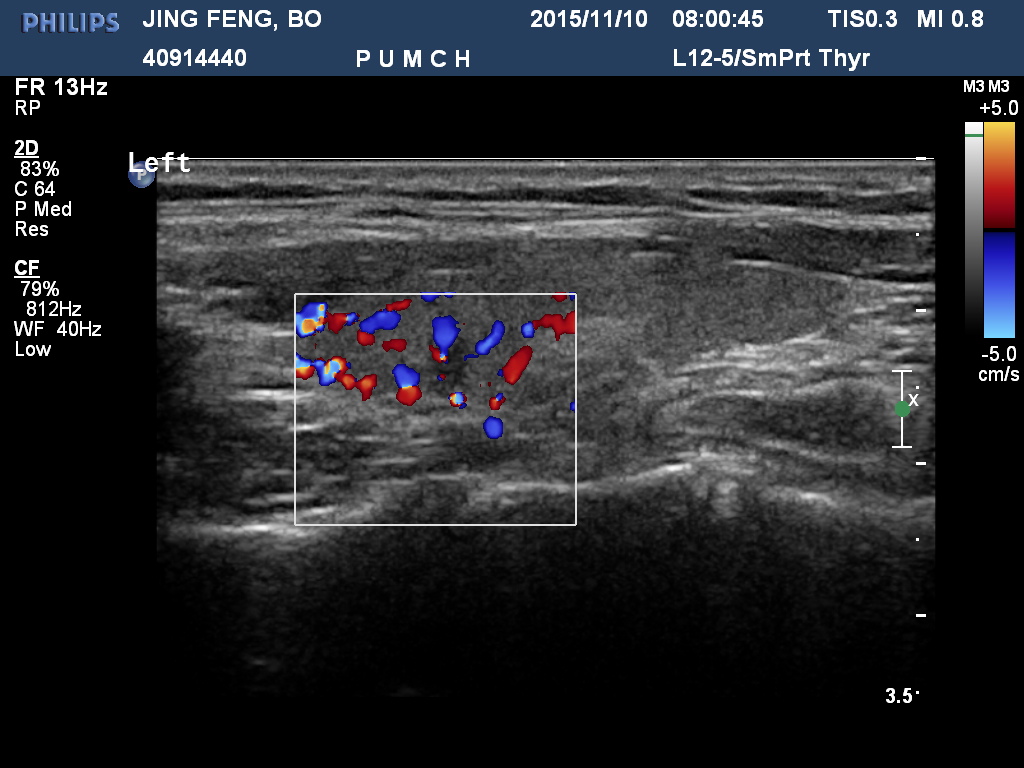 PHILIPS
JING FENG, BO 2015/11/10 08:00:45 TIS0.3 MI 0.8
40914440 PUMCH L12-5/SmPrt Thyr
FR 13Hz
RP
2D
83%
C 64
P Med
Res
CF
79%
812Hz
WF 40Hz
Low
Left
P
M3 M3
+5.0
-5.0
cm/s
x
3.5